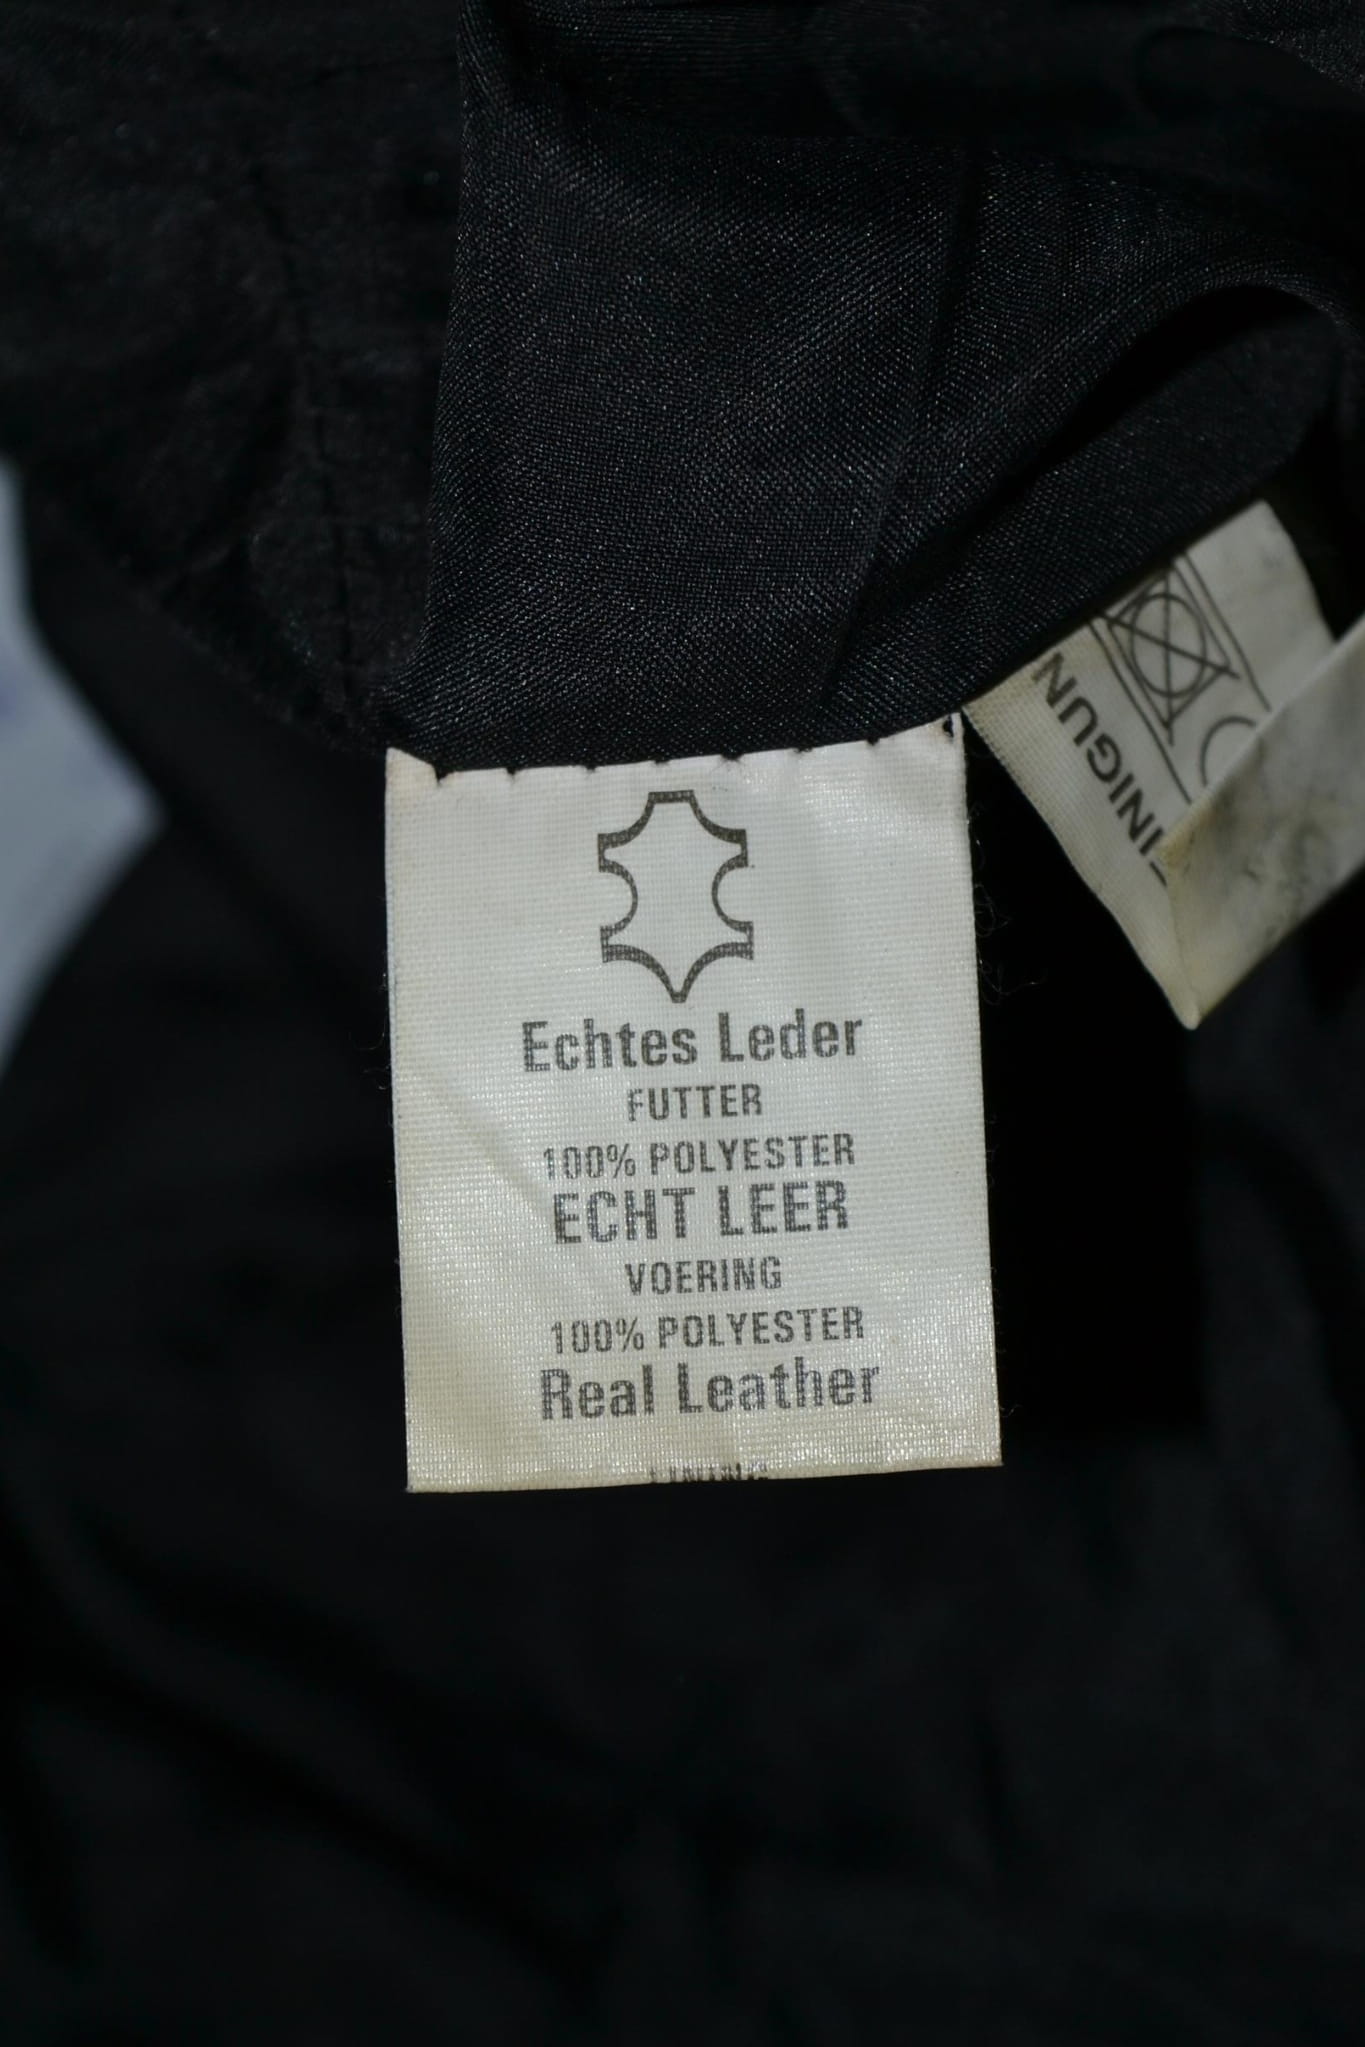 Echtes Leder
FUTTER
100% POLYESTER
ECHT LEER
VOERING
100% POLYESTER
Real Leather